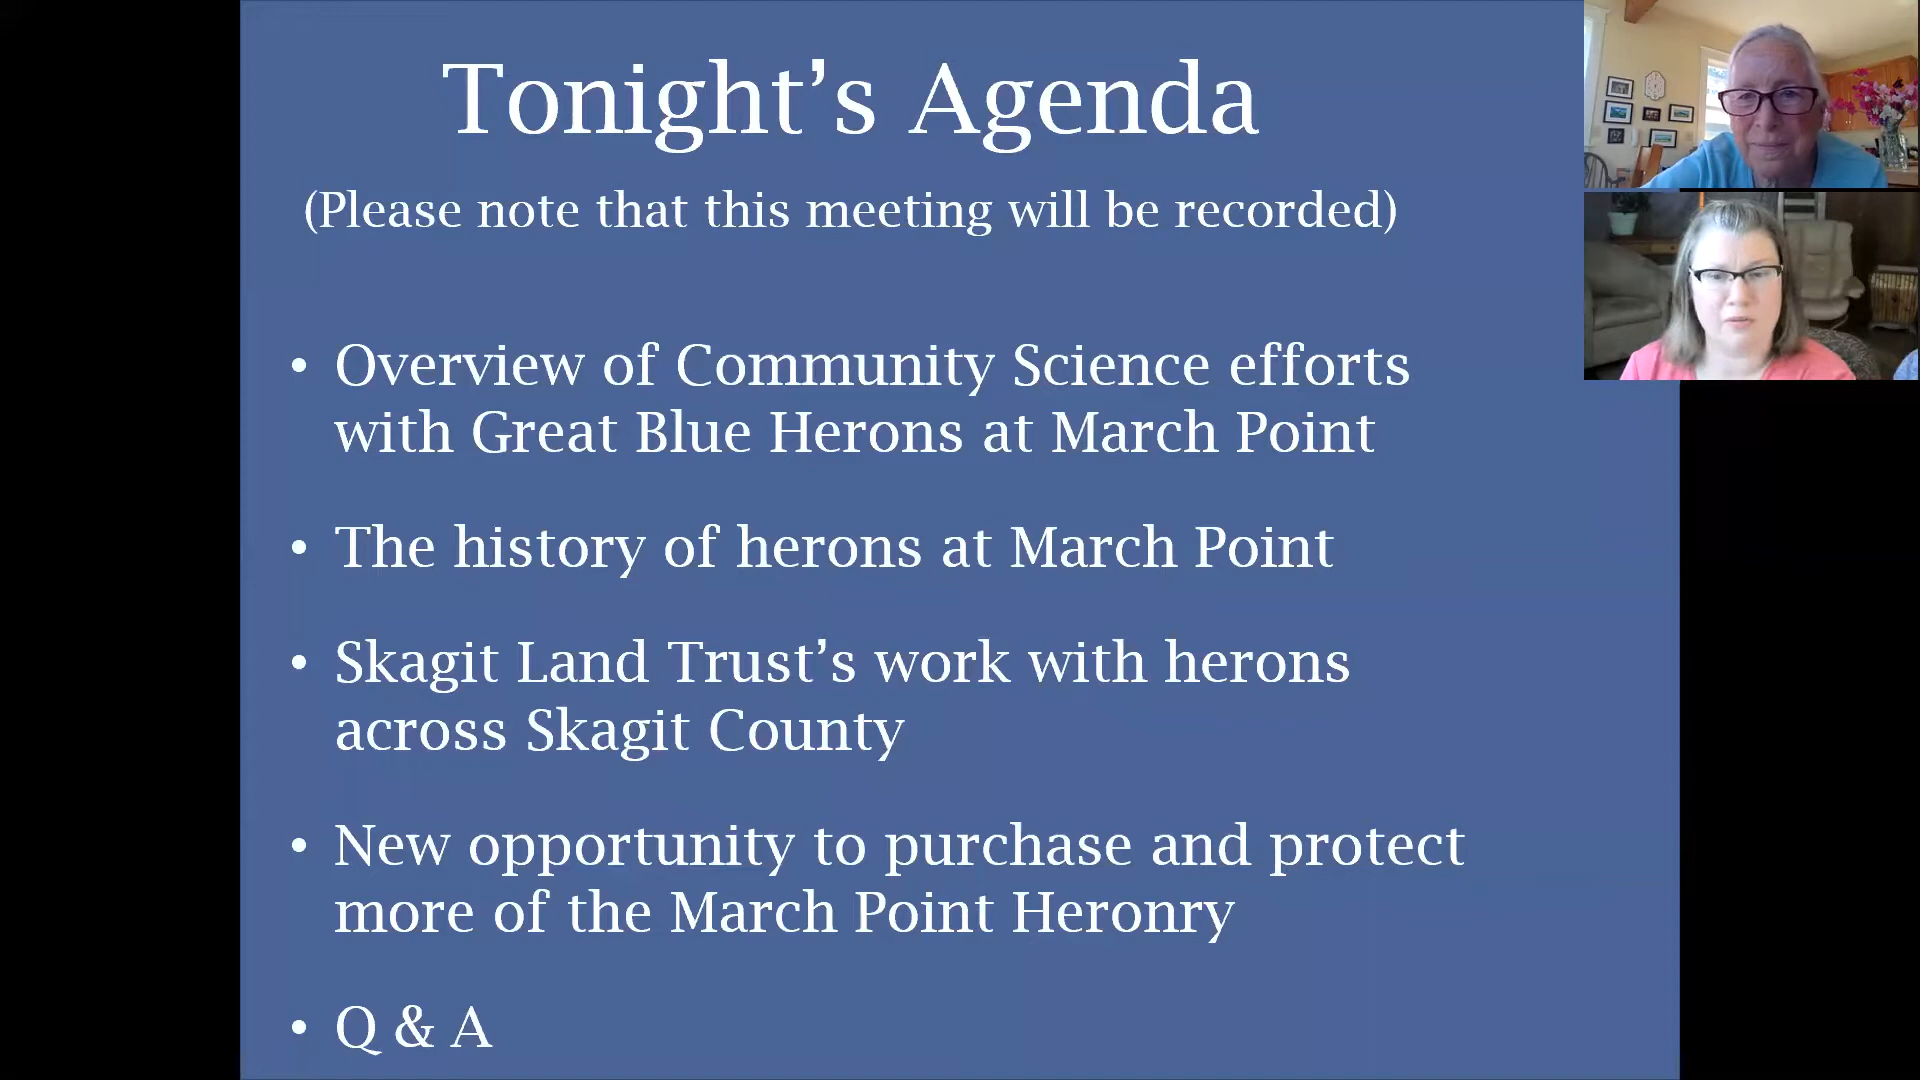 Tonight’s Agenda
(Please note that this meeting will be recorded)
• Overview of Community Science efforts
with Great Blue Herons at March Point
• The history of herons at March Point
• Skagit Land Trust’s work with herons
across Skagit County
• New opportunity to purchase and protect
more of the March Point Heronry
• Q & A